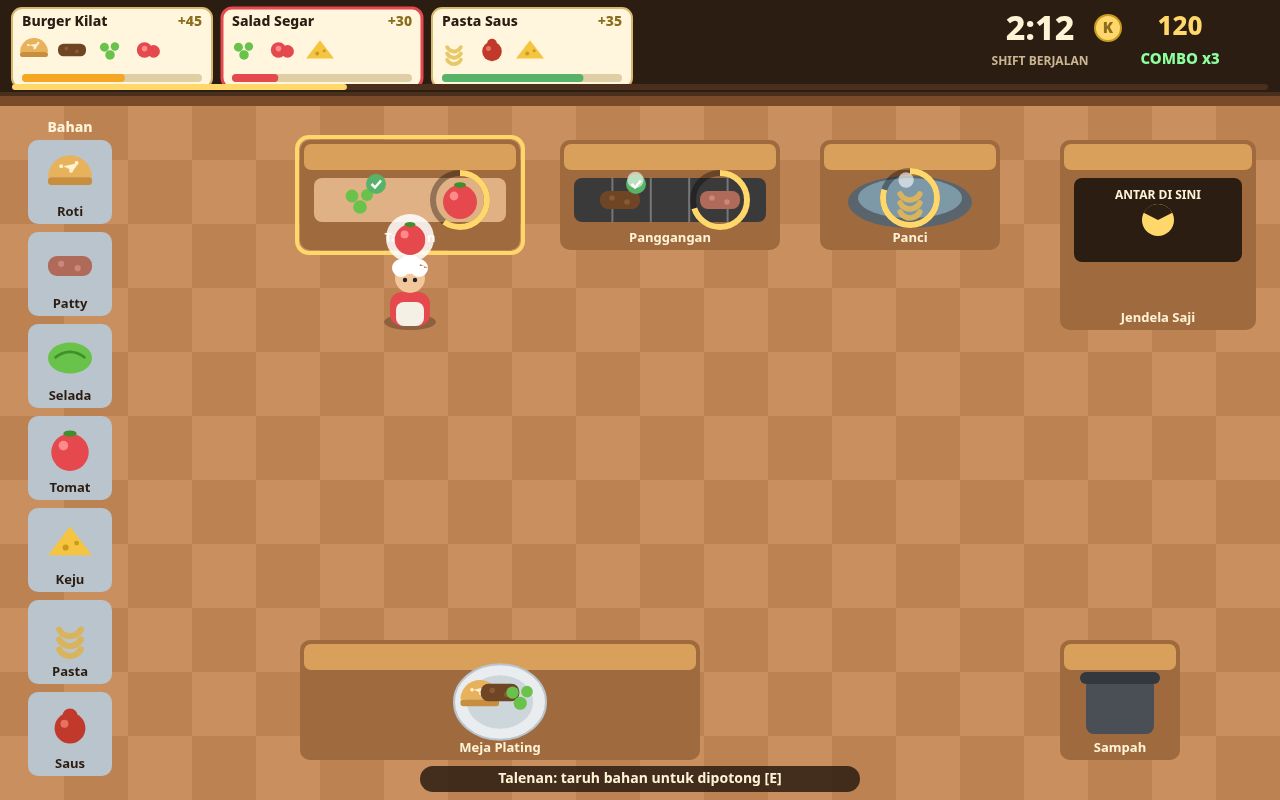 Burger Kilat +45
Salad Segar +30
Pasta Saus +35
2:12
K
120
SHIFT BERJALAN
COMBO x3
Bahan
Roti
Patty
Selada
Tomat
Keju
Pasta
Saus
Panggangan
Panci
ANTAR DI SINI
Jendela Saji
Meja Plating
Sampah
Talenan: taruh bahan untuk dipotong [E]